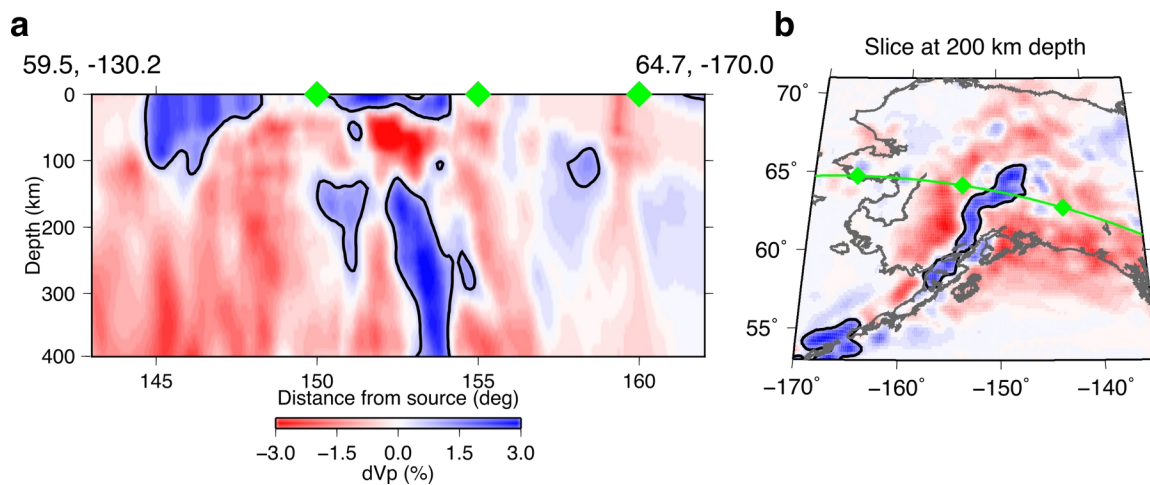 a
59.5, -130.2
64.7, -170.0
0
100
200
300
400
Depth (km)
145 150 155 160
Distance from source (deg)
−3.0 −1.5 0.0 1.5 3.0
dVp (%)
b
Slice at 200 km depth
70˚
65˚
60˚
55˚
−170˚ −160˚ −150˚ −140˚